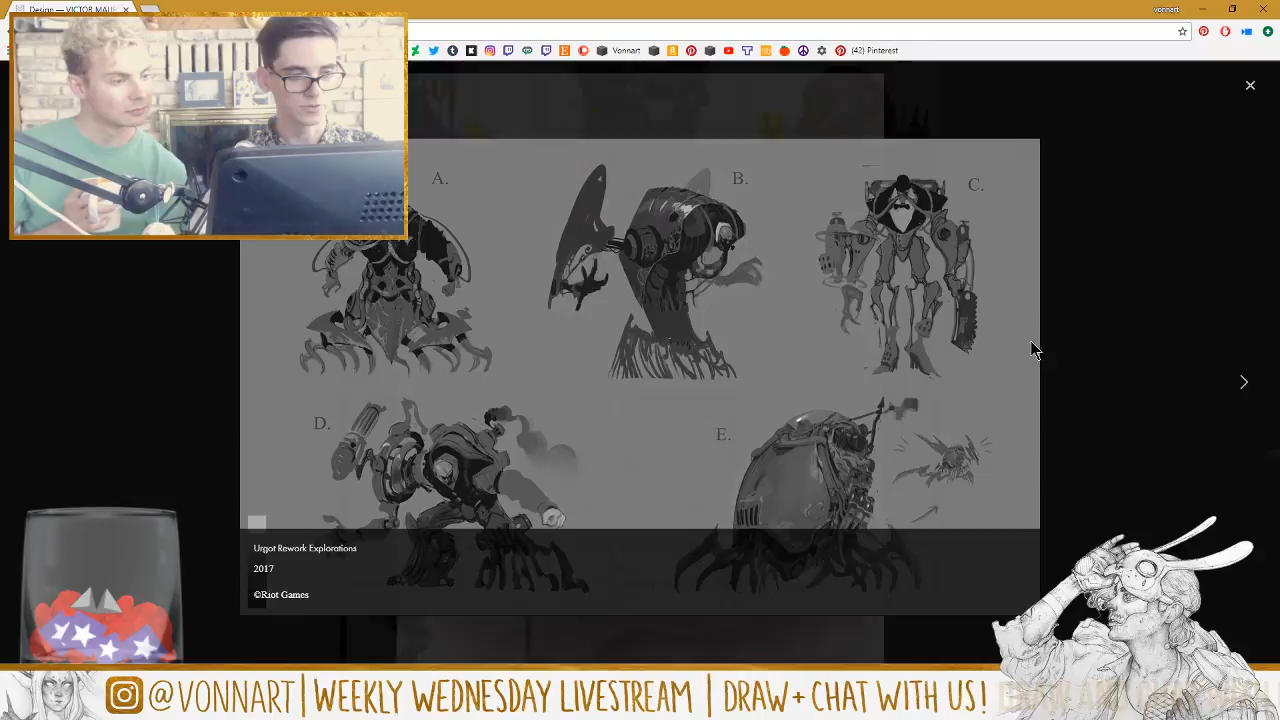 Design — VICTOR MAU
vonnart
Vonnart
(42) Pinterest
A.
B.
C.
D.
E.
Urgot Rework Explorations
2017
©Riot Games
@VONNART | WEEKLY WEDNESDAY LIVESTREAM | DRAW + CHAT WITH US!